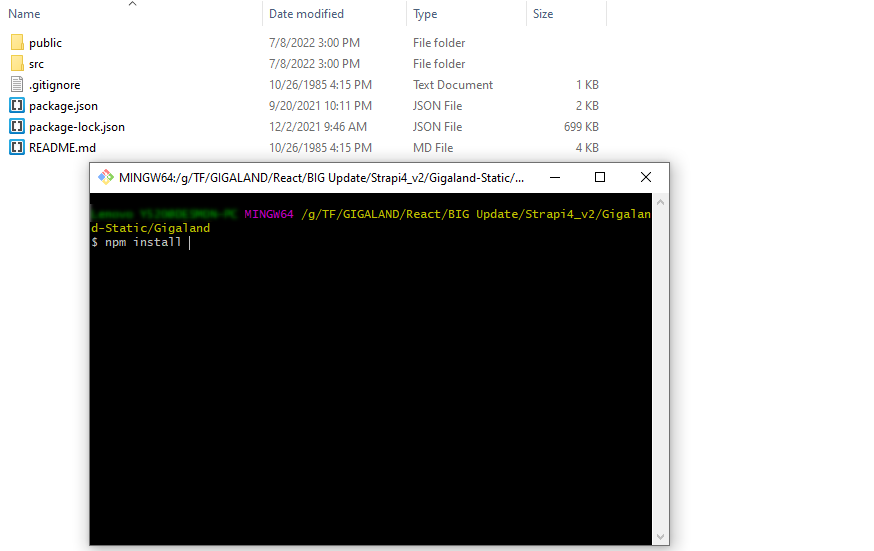 Name Date modified Type Size
public 7/8/2022 3:00 PM File folder
src 7/8/2022 3:00 PM File folder
.gitignore 10/26/1985 4:15 PM Text Document 1 KB
package.json 9/20/2021 10:11 PM JSON File 2 KB
package-lock.json 12/2/2021 9:46 AM JSON File 699 KB
README.md 10/26/1985 4:15 PM MD File 4 KB
MINGW64:/g/TF/GIGALAND/React/BIG Update/Strapi4_v2/Gigaland-Static/...
MINGW64 /g/TF/GIGALAND/React/BIG Update/Strapi4_v2/Gigalan
d-Static/Gigaland
$ npm install